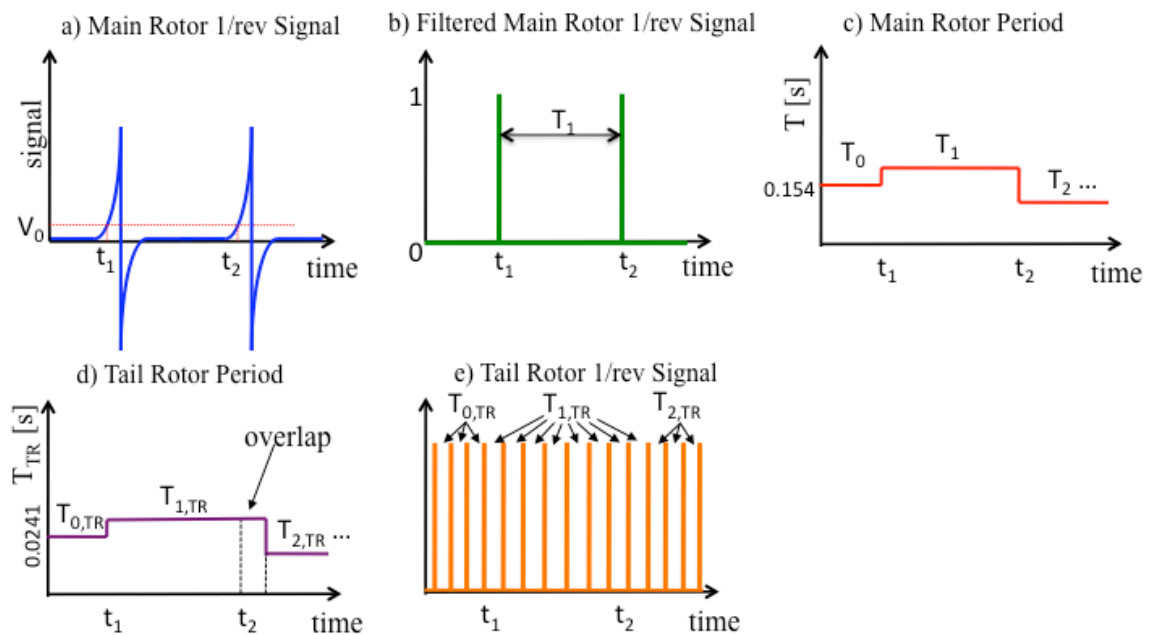 a) Main Rotor 1/rev Signal
signal
V₀
t₁
t₂
time
b) Filtered Main Rotor 1/rev Signal
1
T₁
0
t₁
t₂
time
c) Main Rotor Period
T [s]
T₀
T₁
0.154
T₂ ...
t₁
t₂
time
d) Tail Rotor Period
T_TR [s]
overlap
T₁,TR
T₀,TR
0.0241
T₂,TR ...
t₁
t₂
time
e) Tail Rotor 1/rev Signal
T₀,TR
T₁,TR
T₂,TR
t₁
t₂
time